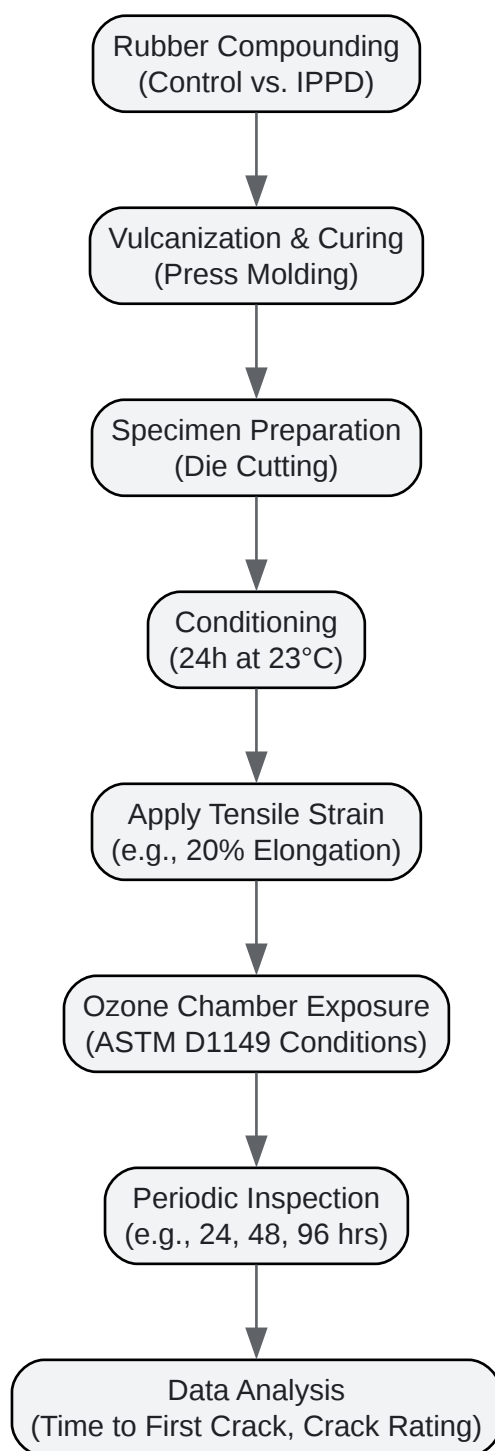 Rubber Compounding
(Control vs. IPPD)
Vulcanization & Curing
(Press Molding)
Specimen Preparation
(Die Cutting)
Conditioning
(24h at 23°C)
Apply Tensile Strain
(e.g., 20% Elongation)
Ozone Chamber Exposure
(ASTM D1149 Conditions)
Periodic Inspection
(e.g., 24, 48, 96 hrs)
Data Analysis
(Time to First Crack, Crack Rating)